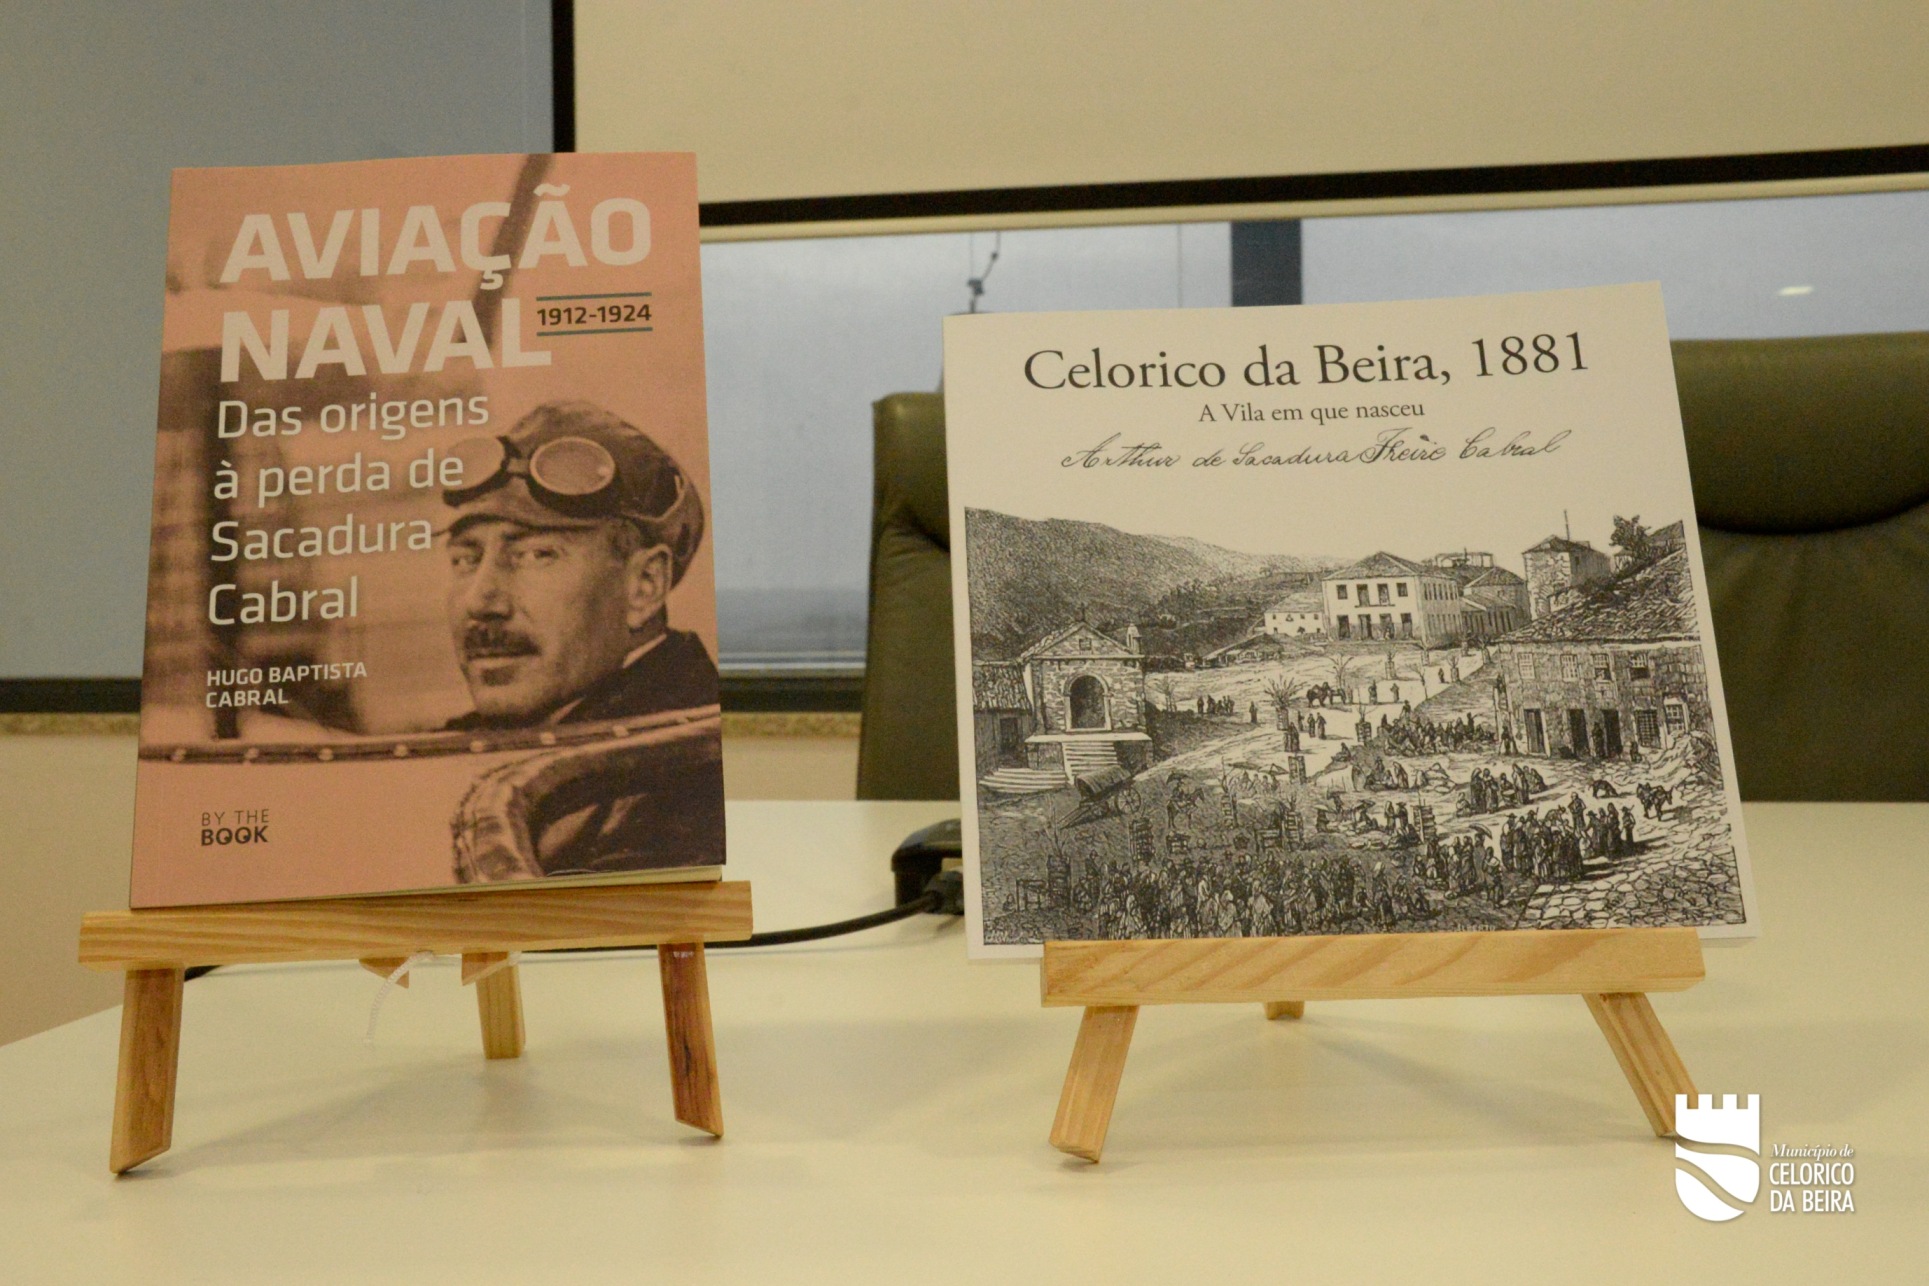 AVIAÇÃO
NAVAL
1912-1924
Das origens
à perda de
Sacadura
Cabral
HUGO BAPTISTA
CABRAL
BY THE
BOOK
Celorico da Beira, 1881
A Vila em que nasceu
Arthur de Sacadura Freire Cabral
Município de
CELORICO
DA BEIRA